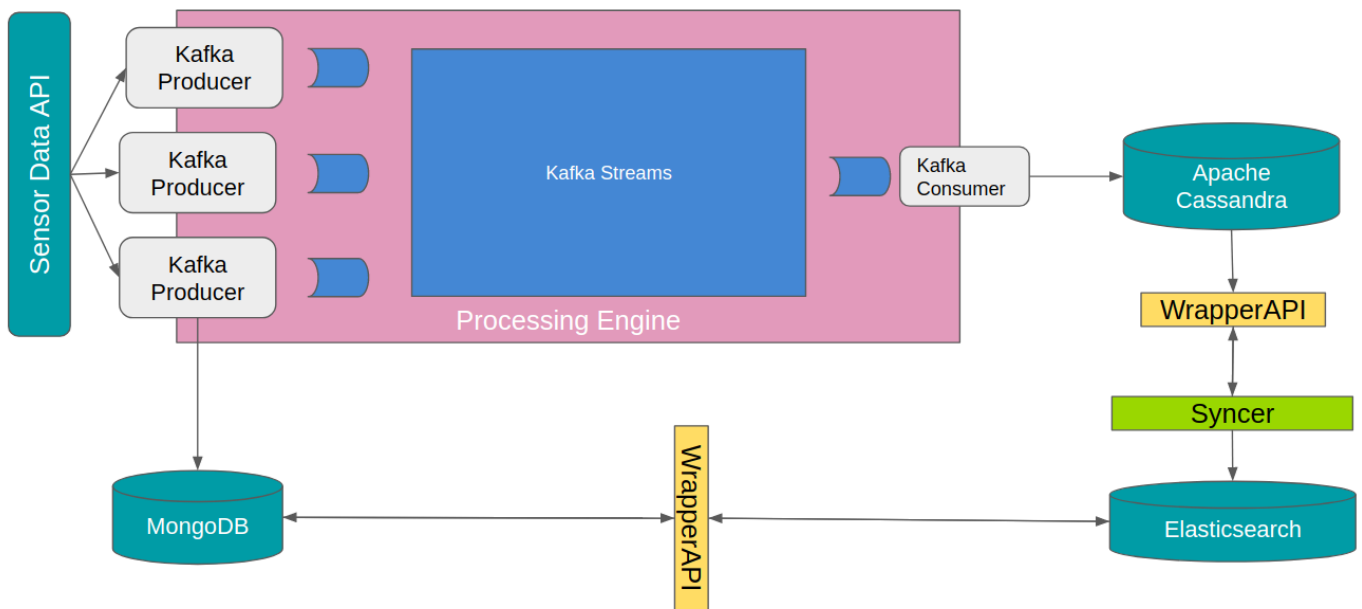 Sensor Data API
Kafka
Producer
Kafka
Producer
Kafka
Producer
Kafka Streams
Processing Engine
Kafka
Consumer
Apache
Cassandra
WrapperAPI
Syncer
MongoDB
WrapperAPI
Elasticsearch